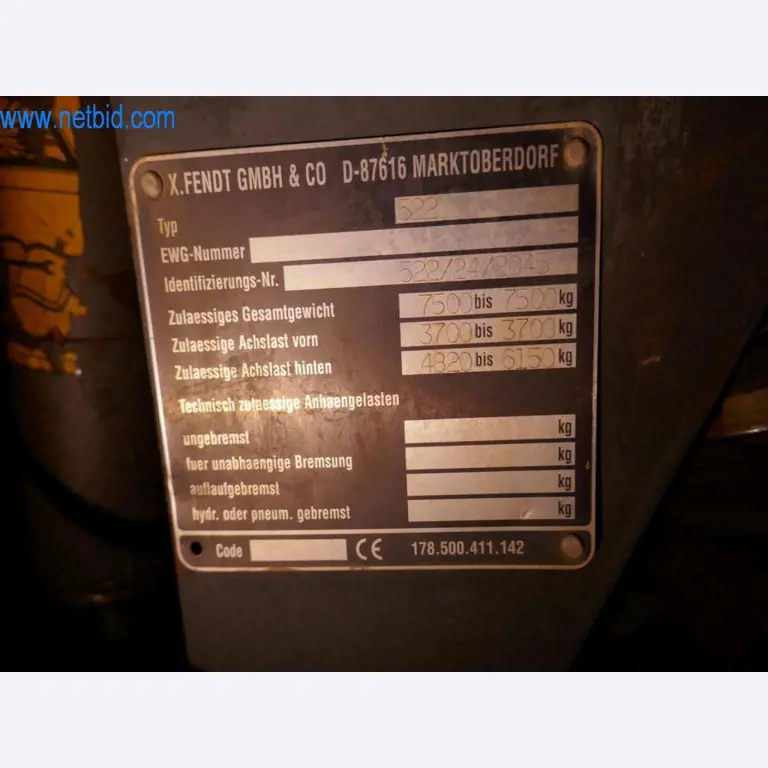 www.netbid.com
X.FENDT GMBH & CO D-87616 MARKTOBERDORF
Typ 522
EWG-Nummer -
Identifizierungs-Nr. 522/24/2045
Zulaessiges Gesamtgewicht 7500 bis 7500 kg
Zulaessige Achslast vorn 3700 bis 3700 kg
Zulaessige Achslast hinten 4820 bis 6150 kg
Technisch zulaessige Anhaengelasten
ungebremst kg
fuer unabhaengige Bremsung kg
auflaufgebremst kg
hydr. oder pneum. gebremst kg
Code CE 178.500.411.142